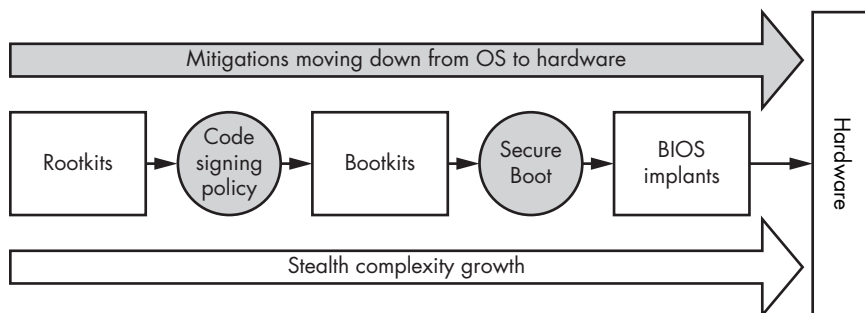 Mitigations moving down from OS to hardware
Rootkits
Code
signing
policy
Bootkits
Secure
Boot
BIOS
implants
Hardware
Stealth complexity growth